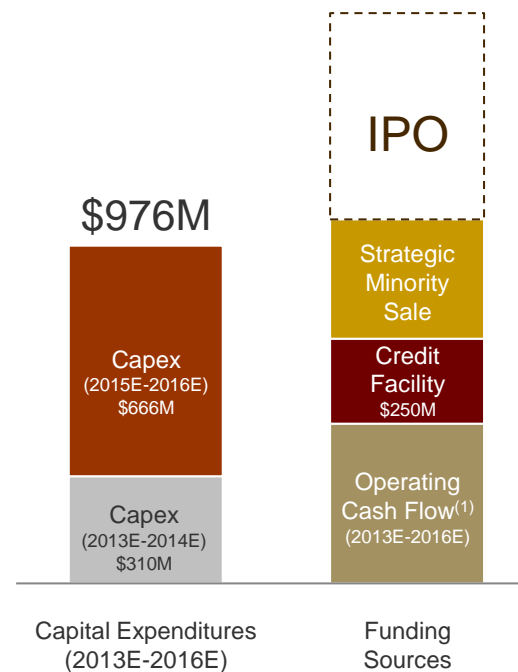 IPO
$976M
Strategic
Minority
Sale
Capex
(2015E-2016E)
$666M
Credit
Facility
$250M
Operating
Cash Flow(1)
(2013E-2016E)
Capex
(2013E-2014E)
$310M
Capital Expenditures
(2013E-2016E)
Funding
Sources